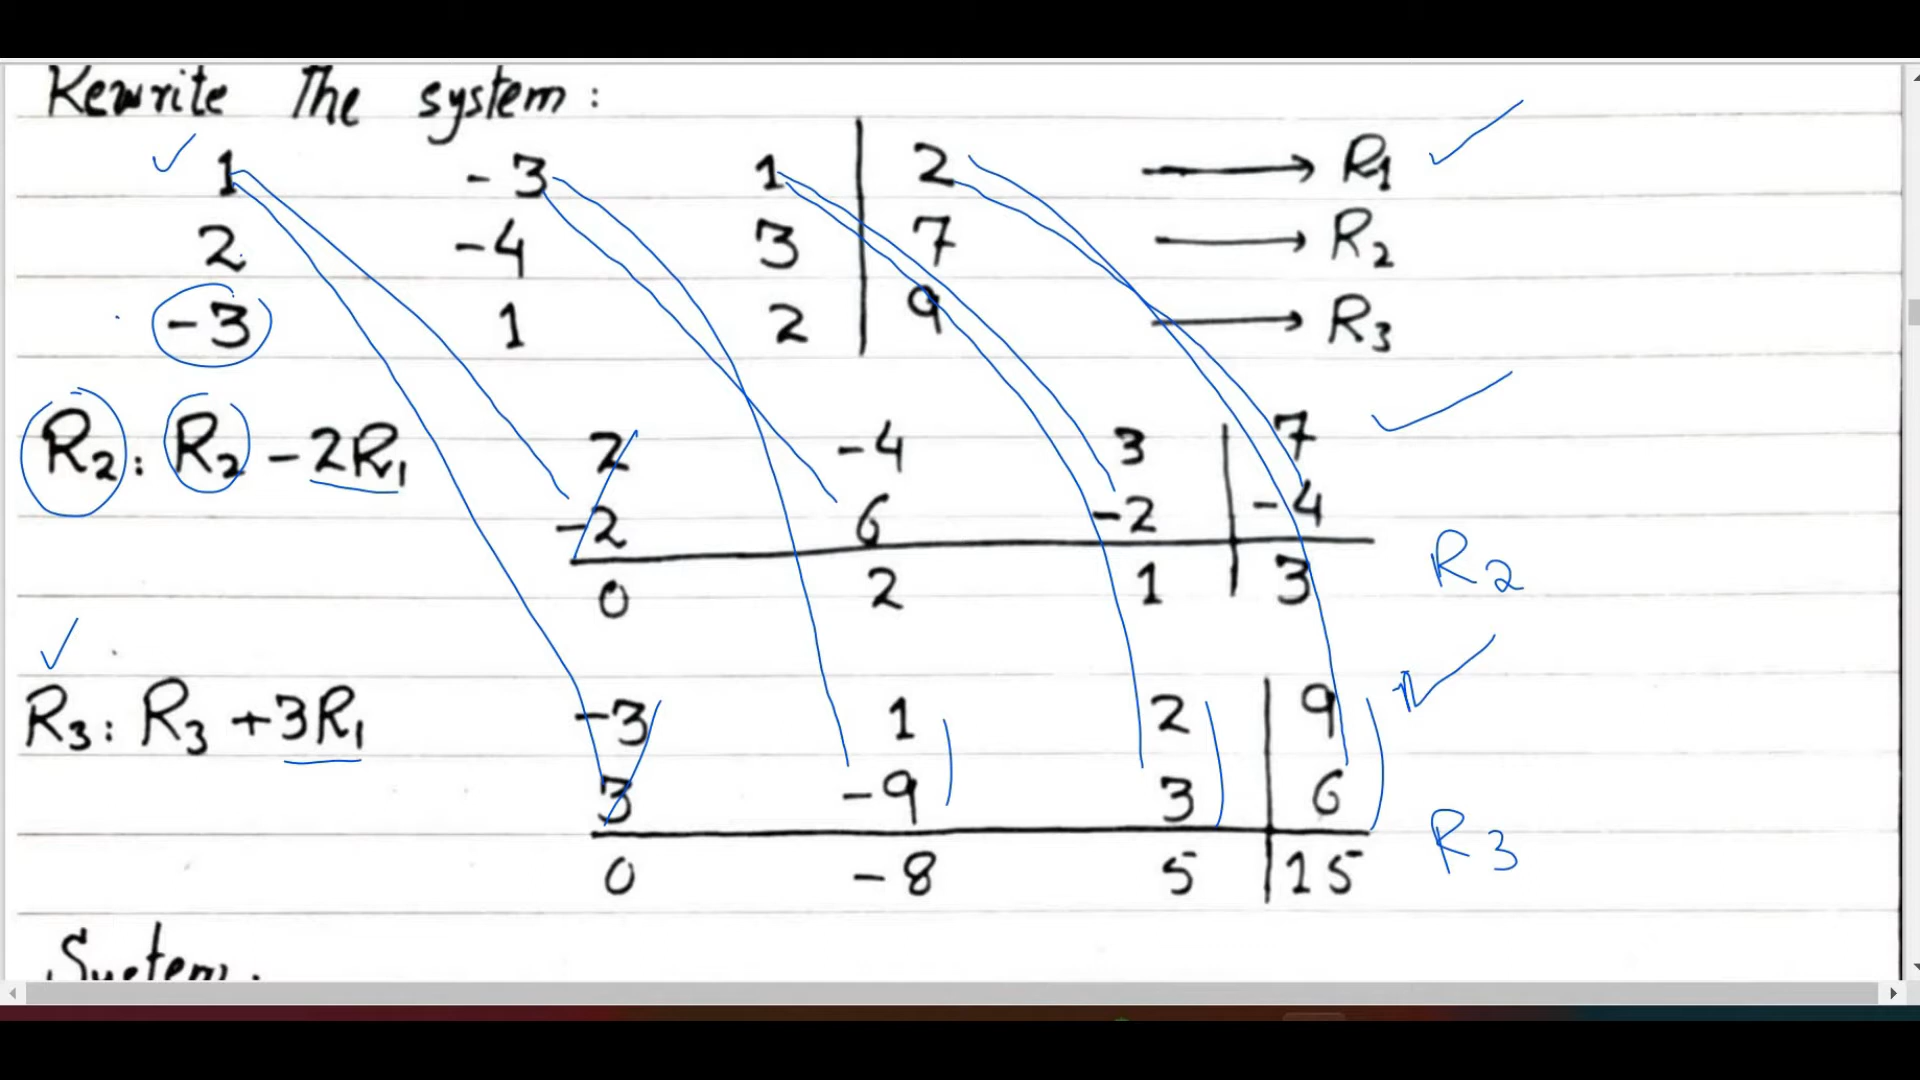 Rewrite The system:
1 -3 1 | 2 → R1
2 -4 3 | 7 → R2
-3 1 2 | 9 → R3
R2: R2 - 2R1 2 -4 3 | 7
-2 6 -2 | -4
0 2 1 | 3 R2
R3: R3 + 3R1 -3 1 2 | 9
3 -9 3 | 6
0 -8 5 | 15 R3
System: